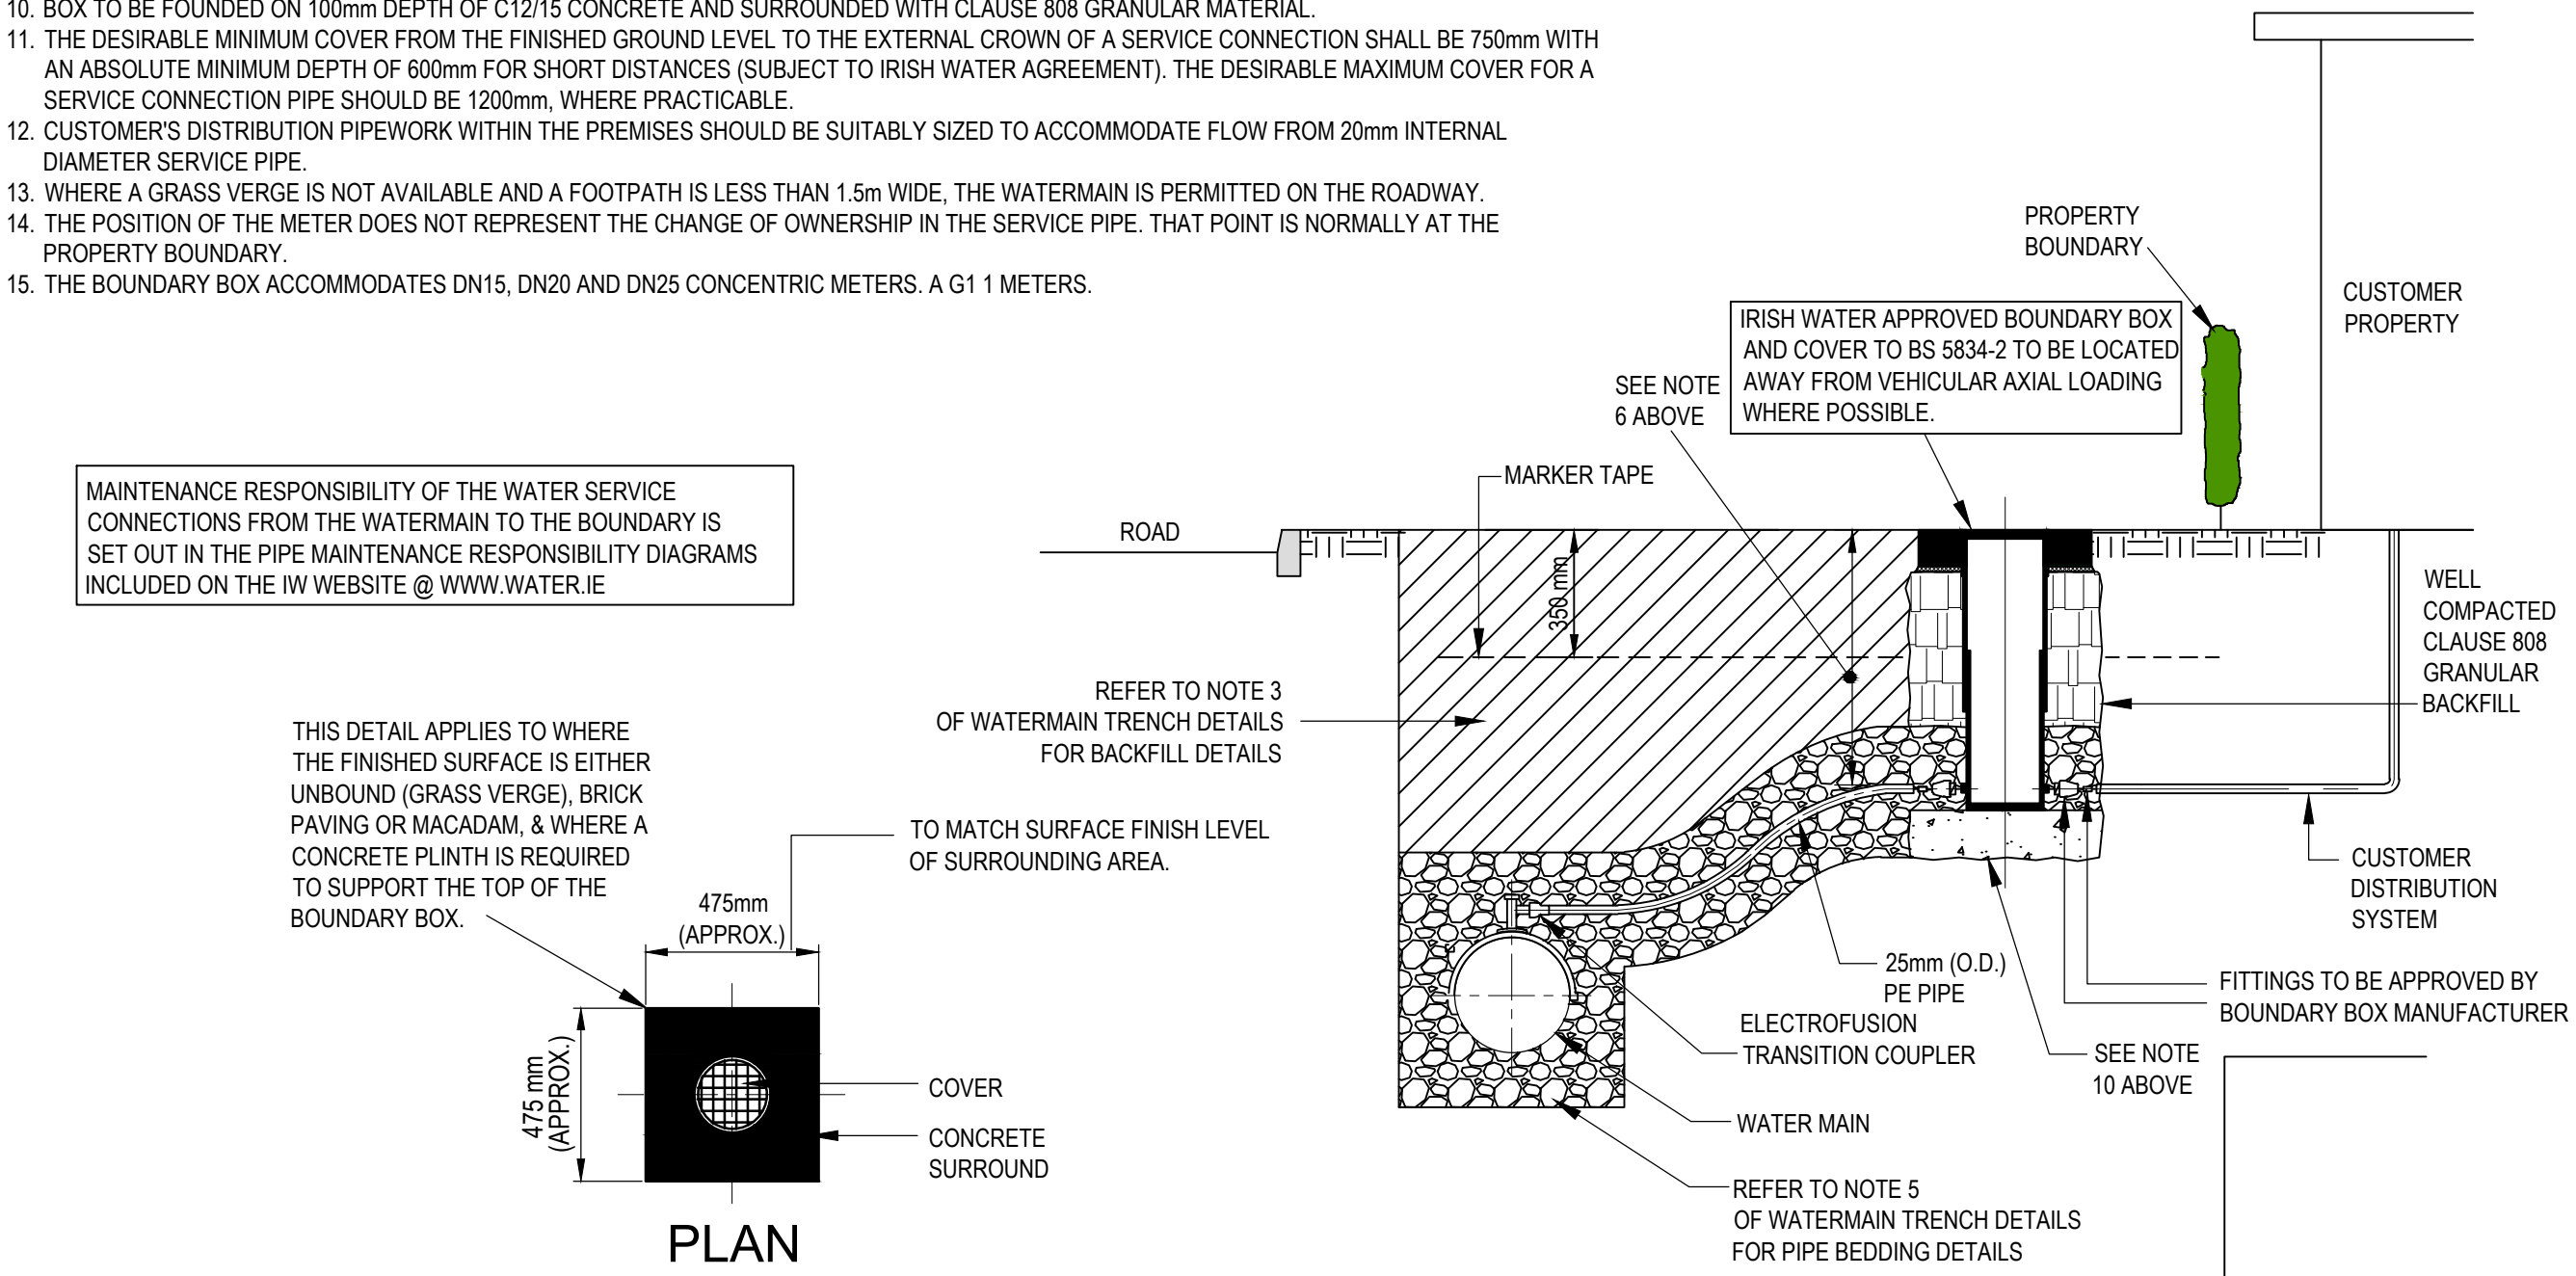 10. BOX TO BE FOUNDED ON 100mm DEPTH OF C12/15 CONCRETE AND SURROUNDED WITH CLAUSE 808 GRANULAR MATERIAL.
11. THE DESIRABLE MINIMUM COVER FROM THE FINISHED GROUND LEVEL TO THE EXTERNAL CROWN OF A SERVICE CONNECTION SHALL BE 750mm WITH
AN ABSOLUTE MINIMUM DEPTH OF 600mm FOR SHORT DISTANCES (SUBJECT TO IRISH WATER AGREEMENT). THE DESIRABLE MAXIMUM COVER FOR A
SERVICE CONNECTION PIPE SHOULD BE 1200mm, WHERE PRACTICABLE.
12. CUSTOMER'S DISTRIBUTION PIPEWORK WITHIN THE PREMISES SHOULD BE SUITABLY SIZED TO ACCOMMODATE FLOW FROM 20mm INTERNAL
DIAMETER SERVICE PIPE.
13. WHERE A GRASS VERGE IS NOT AVAILABLE AND A FOOTPATH IS LESS THAN 1.5m WIDE, THE WATERMAIN IS PERMITTED ON THE ROADWAY.
14. THE POSITION OF THE METER DOES NOT REPRESENT THE CHANGE OF OWNERSHIP IN THE SERVICE PIPE. THAT POINT IS NORMALLY AT THE
PROPERTY BOUNDARY.
15. THE BOUNDARY BOX ACCOMMODATES DN15, DN20 AND DN25 CONCENTRIC METERS. A G1 1 METERS.
PROPERTY
BOUNDARY
CUSTOMER
PROPERTY
IRISH WATER APPROVED BOUNDARY BOX
AND COVER TO BS 5834-2 TO BE LOCATED
AWAY FROM VEHICULAR AXIAL LOADING
WHERE POSSIBLE.
SEE NOTE
6 ABOVE
MARKER TAPE
MAINTENANCE RESPONSIBILITY OF THE WATER SERVICE
CONNECTIONS FROM THE WATERMAIN TO THE BOUNDARY IS
SET OUT IN THE PIPE MAINTENANCE RESPONSIBILITY DIAGRAMS
INCLUDED ON THE IW WEBSITE @ WWW.WATER.IE
ROAD
350 mm
WELL
COMPACTED
CLAUSE 808
GRANULAR
BACKFILL
REFER TO NOTE 3
OF WATERMAIN TRENCH DETAILS
FOR BACKFILL DETAILS
THIS DETAIL APPLIES TO WHERE
THE FINISHED SURFACE IS EITHER
UNBOUND (GRASS VERGE), BRICK
PAVING OR MACADAM, & WHERE A
CONCRETE PLINTH IS REQUIRED
TO SUPPORT THE TOP OF THE
BOUNDARY BOX.
TO MATCH SURFACE FINISH LEVEL
OF SURROUNDING AREA.
475mm
(APPROX.)
475 mm
(APPROX.)
COVER
CONCRETE
SURROUND
PLAN
CUSTOMER
DISTRIBUTION
SYSTEM
25mm (O.D.)
PE PIPE
FITTINGS TO BE APPROVED BY
BOUNDARY BOX MANUFACTURER
ELECTROFUSION
TRANSITION COUPLER
SEE NOTE
10 ABOVE
WATER MAIN
REFER TO NOTE 5
OF WATERMAIN TRENCH DETAILS
FOR PIPE BEDDING DETAILS